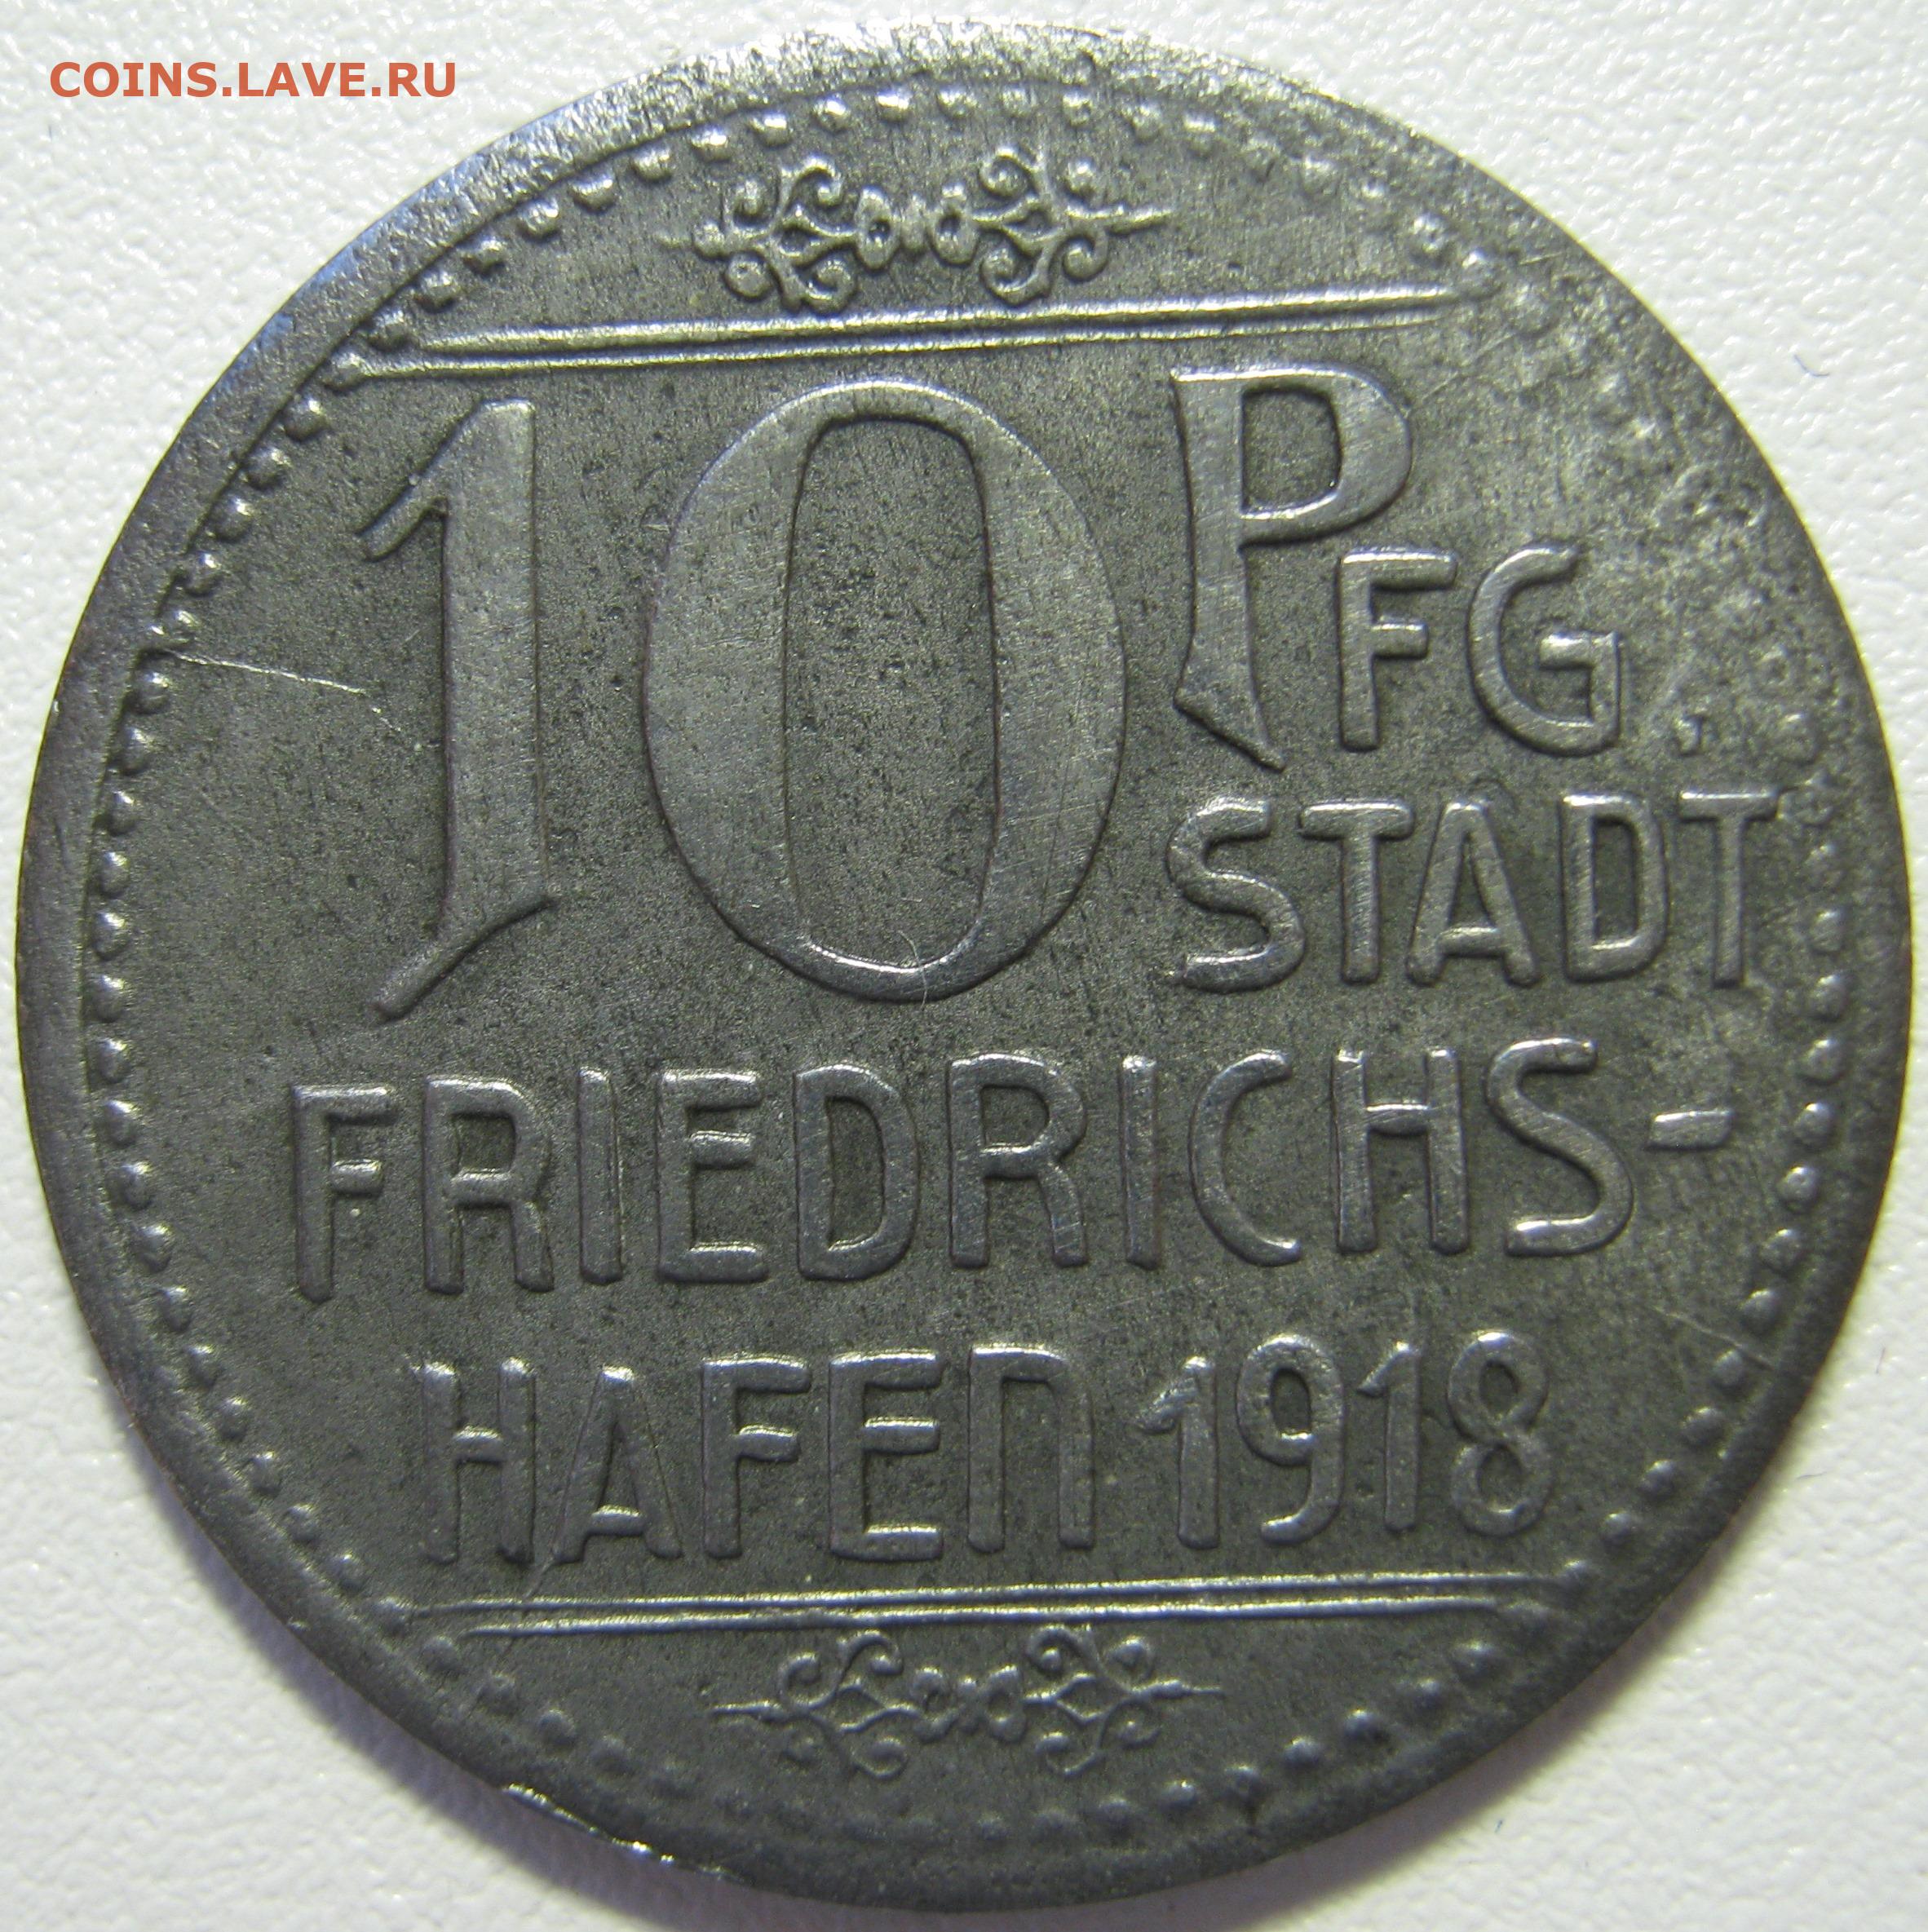 COINS.LAVE.RU
10 PFG.
STADT
FRIEDRICHS-
HAFEN 1918